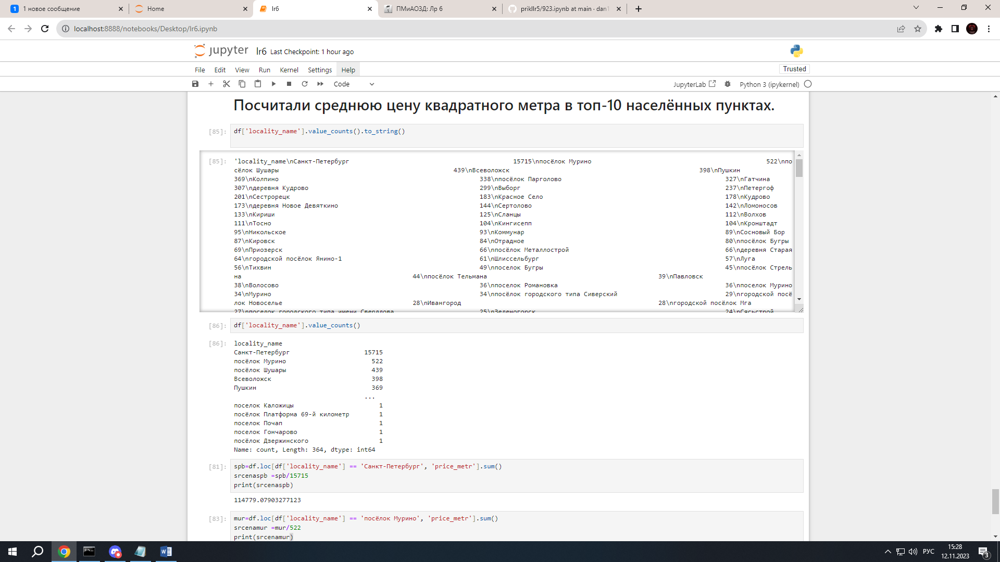 1 новое сообщение
Home
lr6
ПМиАОЗД: Лр 6
prikllr5/923.ipynb at main · dan1
localhost:8888/notebooks/Desktop/lr6.ipynb
jupyter lr6 Last Checkpoint: 1 hour ago
File Edit View Run Kernel Settings Help
Trusted
Code
JupyterLab
Python 3 (ipykernel)
Посчитали среднюю цену квадратного метра в топ-10 населённых пунктах.
[85]: df['locality_name'].value_counts().to_string()
[85]: 'locality_name\nСанкт-Петербург 15715\nпосёлок Мурино 522\nпо
сёлок Шушары 439\nВсеволожск 398\nПушкин
369\nКолпино 338\nпосёлок Парголово 327\nГатчина
307\nдеревня Кудрово 299\nВыборг 237\nПетергоф
201\nСестрорецк 183\nКрасное Село 178\nКудрово
173\nдеревня Новое Девяткино 144\nСертолово 142\nЛомоносов
133\nКириши 125\nСланцы 112\nВолхов
111\nТосно 104\nКингисепп 104\nКронштадт
95\nНикольское 93\nКоммунар 89\nСосновый Бор
87\nКировск 84\nОтрадное 80\nпосёлок Бугры
69\nПриозерск 66\nпосёлок Металлострой 66\nдеревня Старая
64\nгородской посёлок Янино-1 61\nШлиссельбург 57\nЛуга
56\nТихвин 49\nпоселок Бугры 45\nпосёлок Стрель
на 44\nпосёлок Тельмана 39\nПавловск
38\nВолосово 36\nпоселок Романовка 36\nпоселок Мурино
34\nМурино 34\nпосёлок городского типа Сиверский 29\nгородской посё
лок Новоселье 28\nИвангород 28\nгородской посёлок Мга
27\nпоселок городского типа имени Свердлова 25\nЗеленогорск 24\nСясьстрой
[86]: df['locality_name'].value_counts()
[86]: locality_name
Санкт-Петербург 15715
посёлок Мурино 522
посёлок Шушары 439
Всеволожск 398
Пушкин 369
...
поселок Каложицы 1
посёлок Платформа 69-й километр 1
поселок Почап 1
поселок Гончарово 1
посёлок Дзержинского 1
Name: count, Length: 364, dtype: int64
[81]: spb=df.loc[df['locality_name'] == 'Санкт-Петербург', 'price_metr'].sum()
srcenaspb =spb/15715
print(srcenaspb)
114779.07903277123
[83]: mur=df.loc[df['locality_name'] == 'посёлок Мурино', 'price_metr'].sum()
srcenamur =mur/522
print(srcenamur)
РУС
15:28
12.11.2023
3